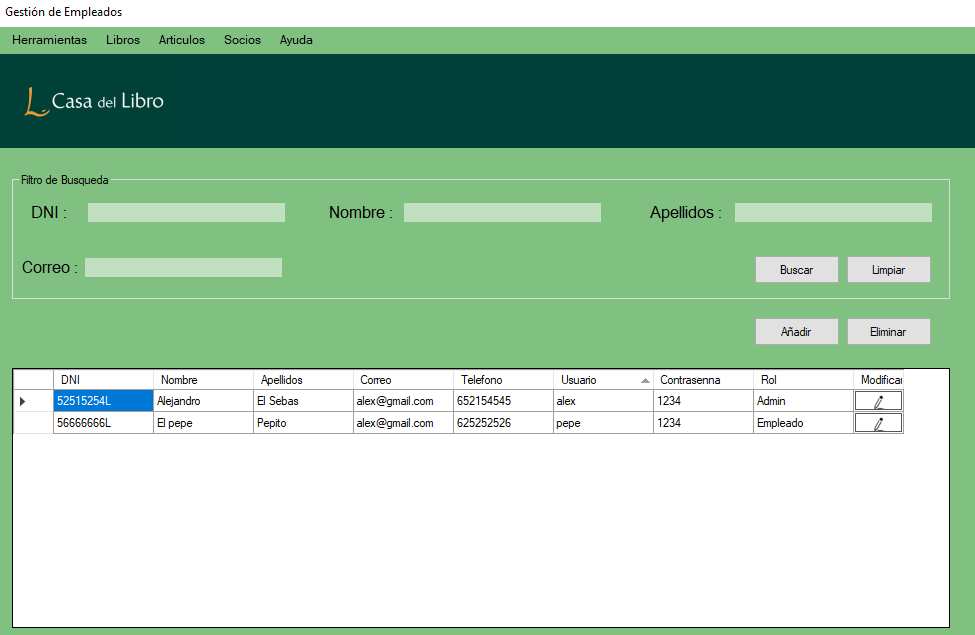 Gestión de Empleados
Herramientas Libros Articulos Socios Ayuda
Casa del Libro
Filtro de Busqueda
DNI : Nombre : Apellidos :
Correo : Buscar Limpiar
Añadir Eliminar
DNI Nombre Apellidos Correo Telefono Usuario Contrasenna Rol Modificar
52515254L Alejandro El Sebas alex@gmail.com 652154545 alex 1234 Admin
56666666L El pepe Pepito alex@gmail.com 625252526 pepe 1234 Empleado